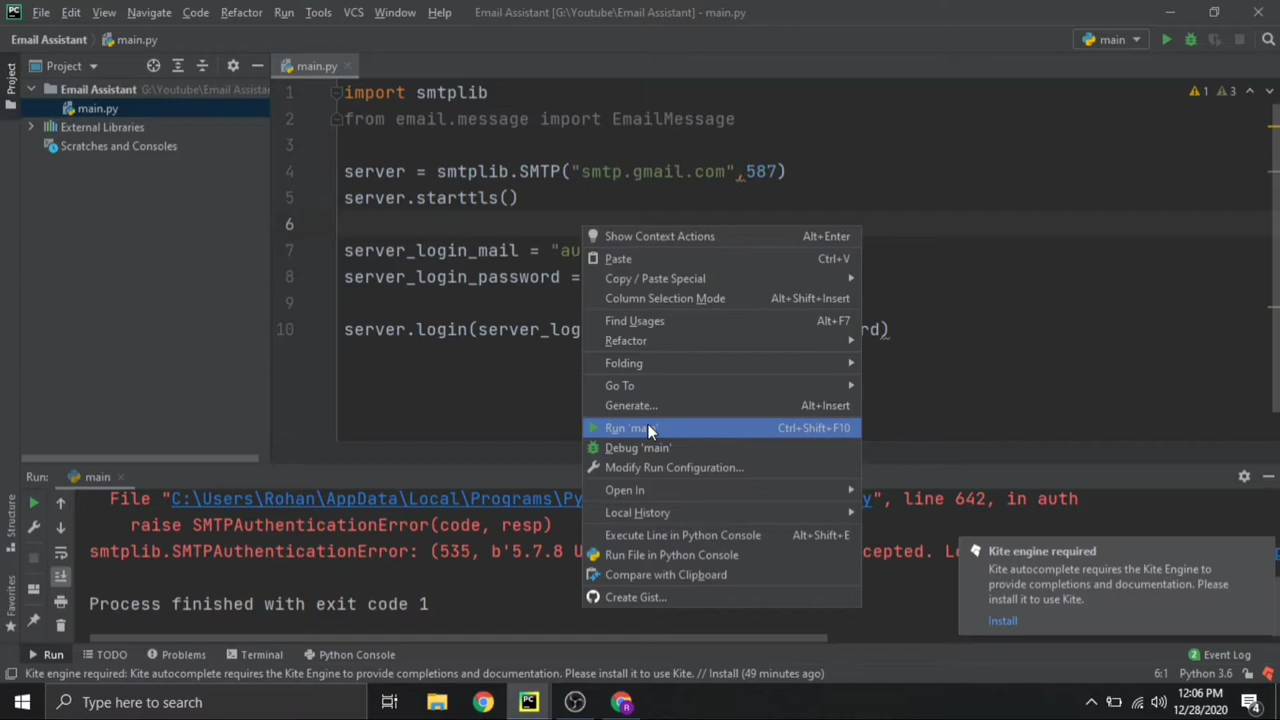 File Edit View Navigate Code Refactor Run Tools VCS Window Help Email Assistant [G:\Youtube\Email Assistant] - main.py
Email Assistant main.py main
Project Project main.py
1 import smtplib 1 3
2 from email.message import EmailMessage
3
4 server = smtplib.SMTP("smtp.gmail.com",587)
5 server.starttls()
6
7 server_login_mail = "au
8 server_login_password =
9
10 server.login(server_log rd)
Email Assistant G:\Youtube\Email Assistar
main.py
External Libraries
Scratches and Consoles
Show Context Actions Alt+Enter
Paste Ctrl+V
Copy / Paste Special
Column Selection Mode Alt+Shift+Insert
Find Usages Alt+F7
Refactor
Folding
Go To
Generate... Alt+Insert
Run 'main' Ctrl+Shift+F10
Debug 'main'
Modify Run Configuration...
Open In
Local History
Execute Line in Python Console Alt+Shift+E
Run File in Python Console
Compare with Clipboard
Create Gist...
Run: main
File "C:\Users\Rohan\AppData\Local\Programs\Py y", line 642, in auth
raise SMTPAuthenticationError(code, resp)
smtplib.SMTPAuthenticationError: (535, b'5.7.8 U cepted. Le
Process finished with exit code 1
Structure
Favorites
Kite engine required
Kite autocomplete requires the Kite Engine to
provide completions and documentation. Please
install it to use Kite.
Install
Run TODO Problems Terminal Python Console 2 Event Log
Kite engine required: Kite autocomplete requires the Kite Engine to provide completions and documentation. Please install it to use Kite. // Install (49 minutes ago) 6:1 Python 3.6
Type here to search
12:06 PM
12/28/2020
4